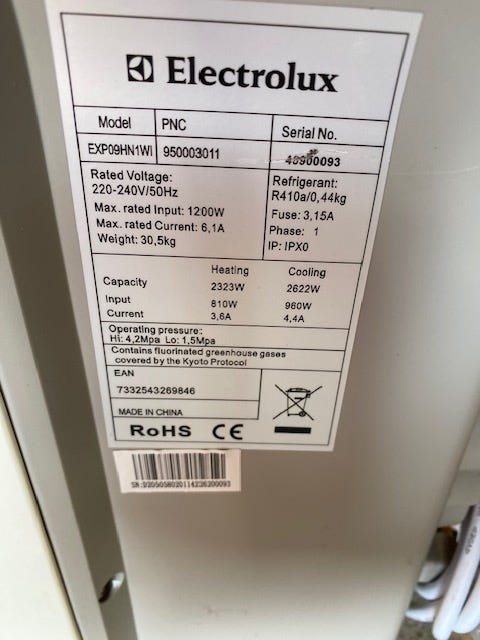 Electrolux
Model
PNC
Serial No.
EXP09HN1WI
950003011
40900093
Rated Voltage:
220-240V/50Hz
Max. rated Input: 1200W
Max. rated Current: 6,1A
Weight: 30,5kg
Refrigerant:
R410a/0,44kg
Fuse: 3,15A
Phase: 1
IP: IPX0
Heating Cooling
Capacity 2323W 2622W
Input 810W 960W
Current 3,6A 4,4A
Operating pressure:
Hi: 4,2Mpa Lo: 1,5Mpa
Contains fluorinated greenhouse gases
covered by the Kyoto Protocol
EAN
7332543269846
MADE IN CHINA
RoHS CE